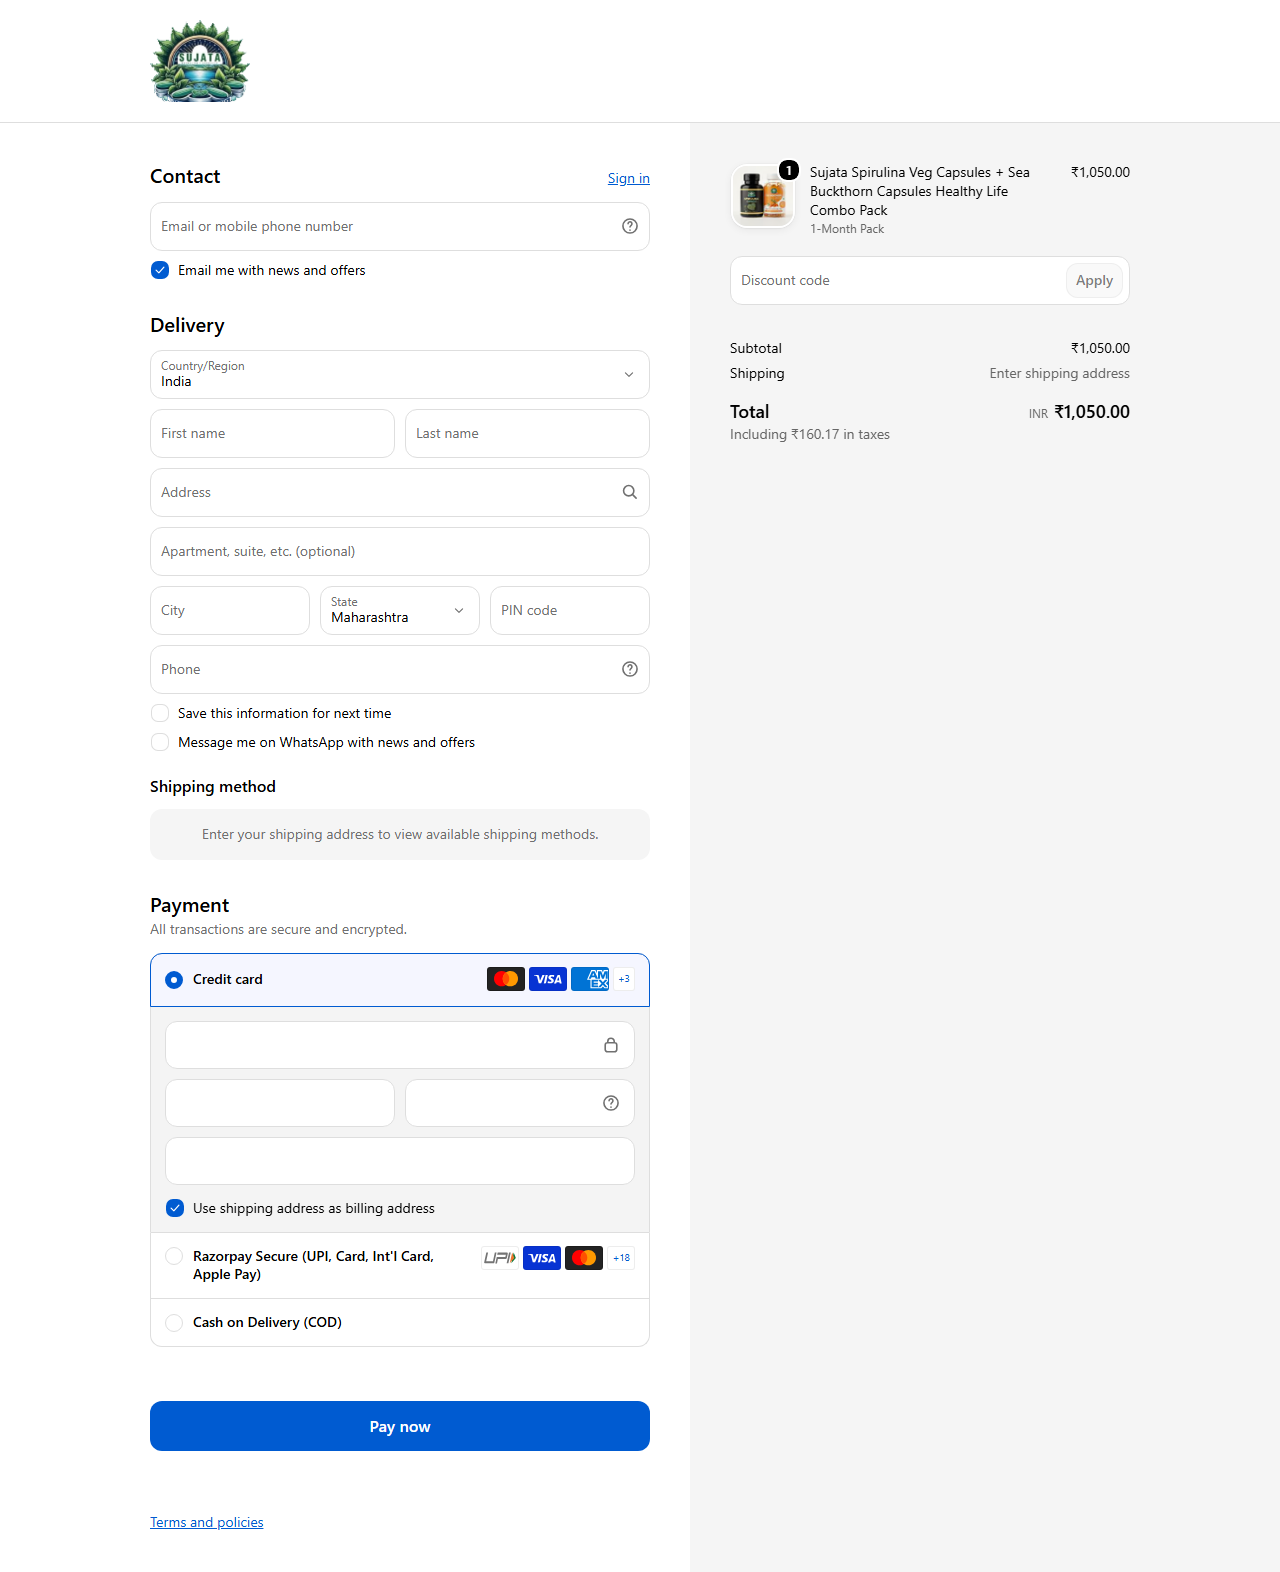 SUJATA
Contact
Sign in
Email or mobile phone number
Email me with news and offers
Delivery
Country/Region
India
First name
Last name
Address
Apartment, suite, etc. (optional)
City
State
Maharashtra
PIN code
Phone
Save this information for next time
Message me on WhatsApp with news and offers
Shipping method
Enter your shipping address to view available shipping methods.
Payment
All transactions are secure and encrypted.
Credit card
VISA
AM
EX
+3
Use shipping address as billing address
Razorpay Secure (UPI, Card, Int'l Card,
Apple Pay)
UPI
VISA
+18
Cash on Delivery (COD)
Pay now
Terms and policies
1
Sujata Spirulina Veg Capsules + Sea
Buckthorn Capsules Healthy Life
Combo Pack
1-Month Pack
₹1,050.00
Discount code
Apply
Subtotal
₹1,050.00
Shipping
Enter shipping address
Total
INR ₹1,050.00
Including ₹160.17 in taxes